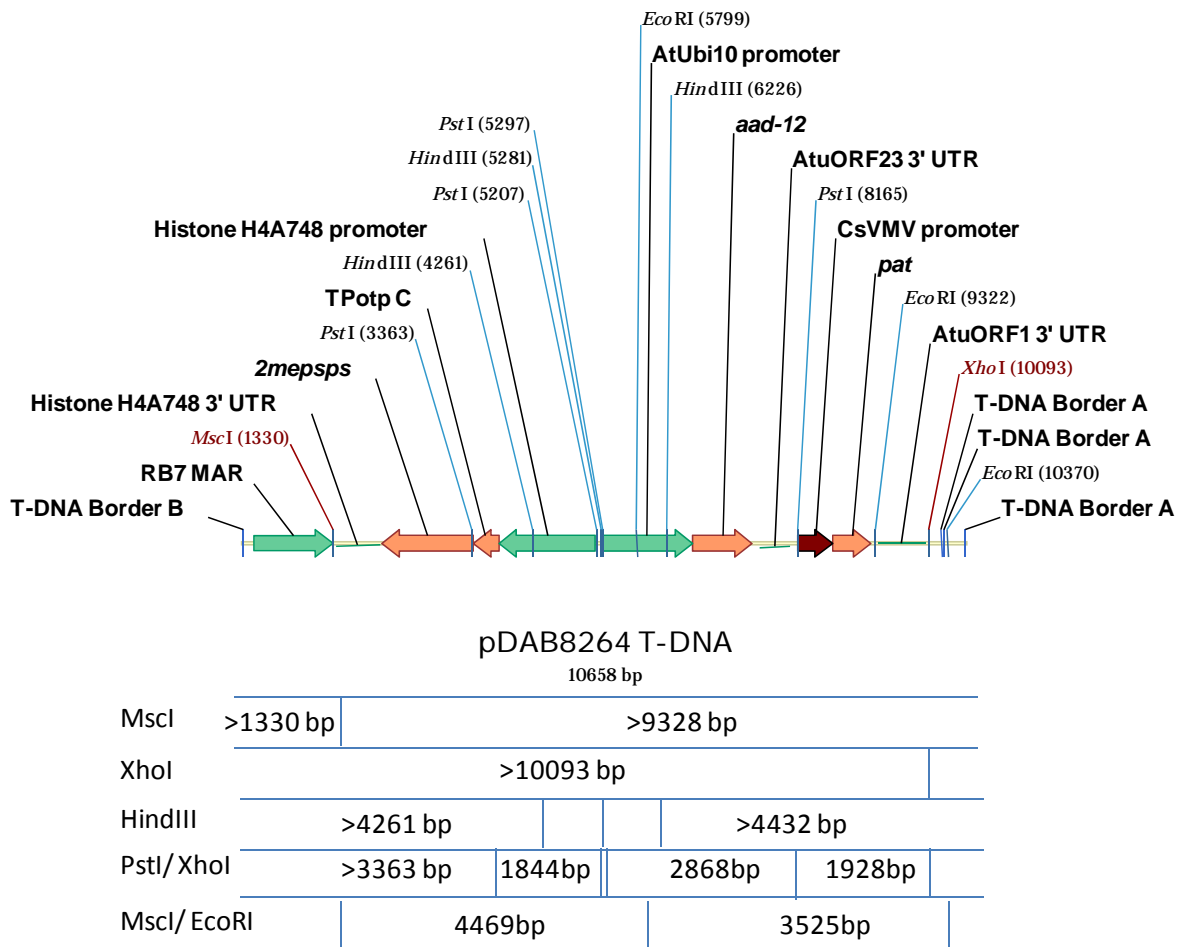 EcoRI (5799)
AtUbi10 promoter
HindIII (6226)
PstI (5297)
aad-12
HindIII (5281)
AtuORF23 3' UTR
PstI (5207)
PstI (8165)
Histone H4A748 promoter
CsVMV promoter
HindIII (4261)
pat
TPotp C
EcoRI (9322)
PstI (3363)
AtuORF1 3' UTR
2mepsps
XhoI (10093)
Histone H4A748 3' UTR
T-DNA Border A
MscI (1330)
T-DNA Border A
RB7 MAR
EcoRI (10370)
T-DNA Border B
T-DNA Border A
pDAB8264 T-DNA
10658 bp
MscI >1330 bp >9328 bp
XhoI >10093 bp
HindIII >4261 bp >4432 bp
PstI/XhoI >3363 bp 1844bp 2868bp 1928bp
MscI/EcoRI 4469bp 3525bp